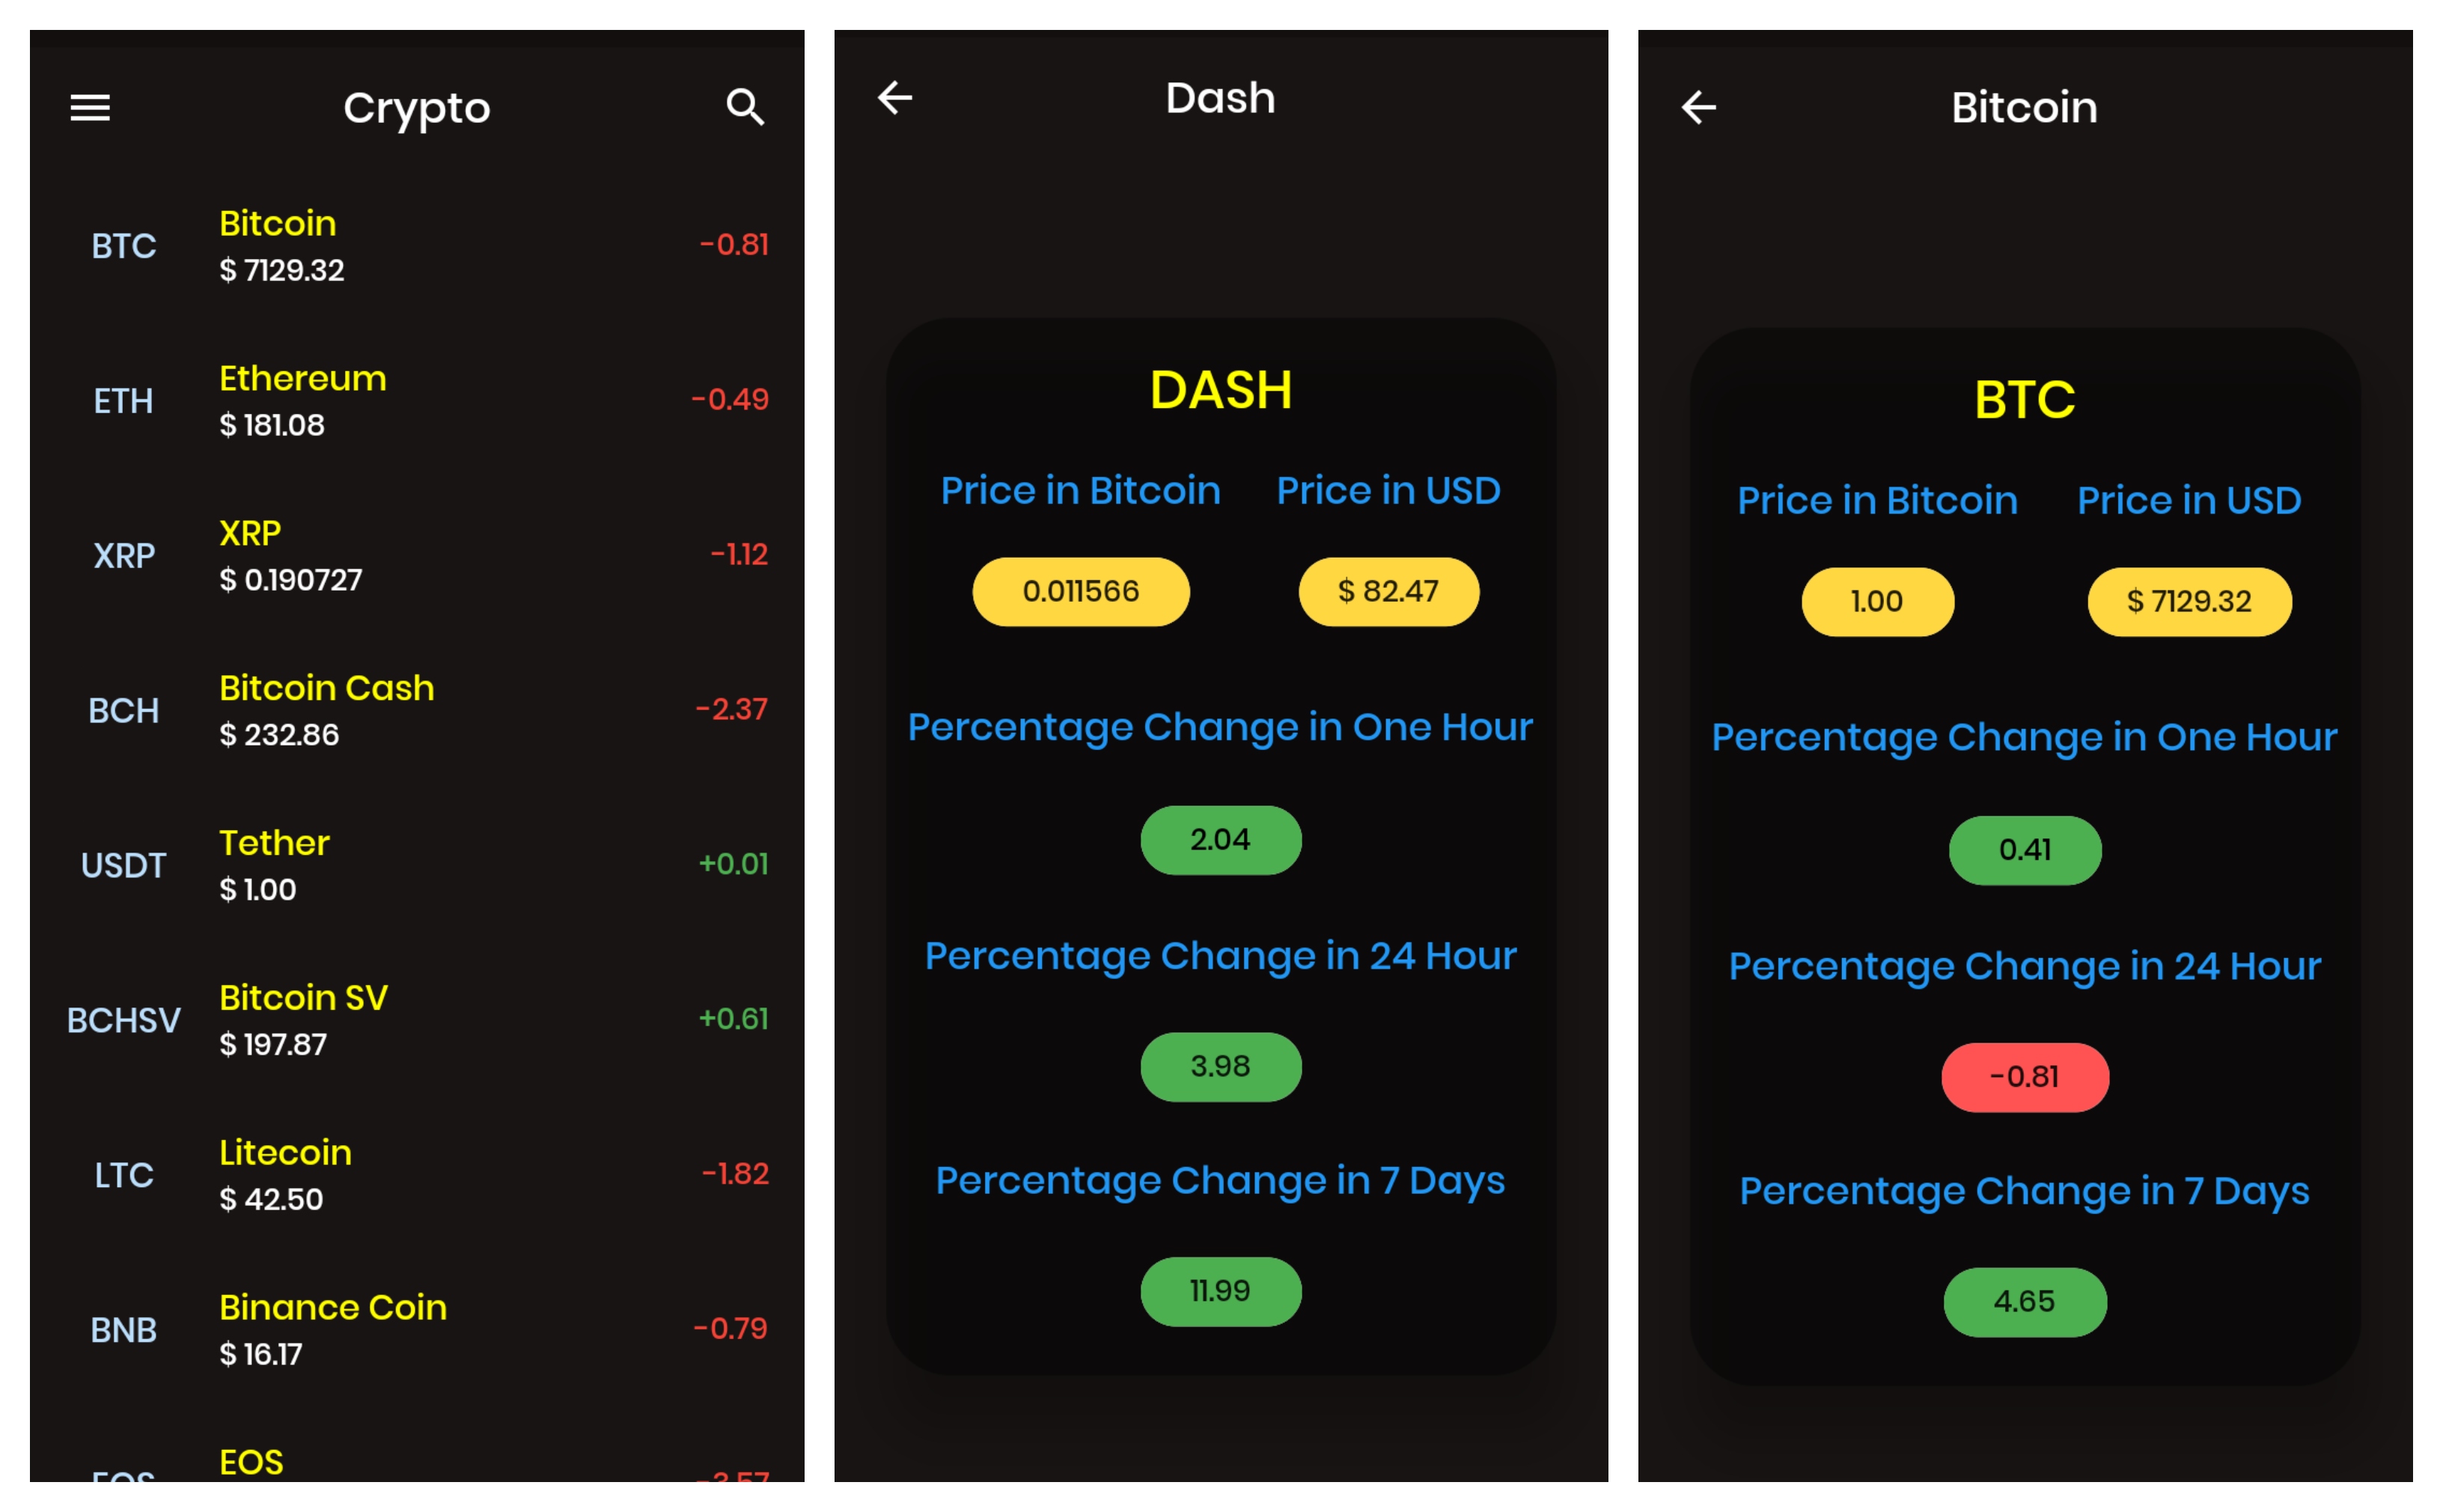 Crypto
BTC
Bitcoin
$ 7129.32
-0.81
ETH
Ethereum
$ 181.08
-0.49
XRP
XRP
$ 0.190727
-1.12
BCH
Bitcoin Cash
$ 232.86
-2.37
USDT
Tether
$ 1.00
+0.01
BCHSV
Bitcoin SV
$ 197.87
+0.61
LTC
Litecoin
$ 42.50
-1.82
BNB
Binance Coin
$ 16.17
-0.79
EOS
EOS
-3.57
Dash
DASH
Price in Bitcoin Price in USD
0.011566 $ 82.47
Percentage Change in One Hour
2.04
Percentage Change in 24 Hour
3.98
Percentage Change in 7 Days
11.99
Bitcoin
BTC
Price in Bitcoin Price in USD
1.00 $ 7129.32
Percentage Change in One Hour
0.41
Percentage Change in 24 Hour
-0.81
Percentage Change in 7 Days
4.65